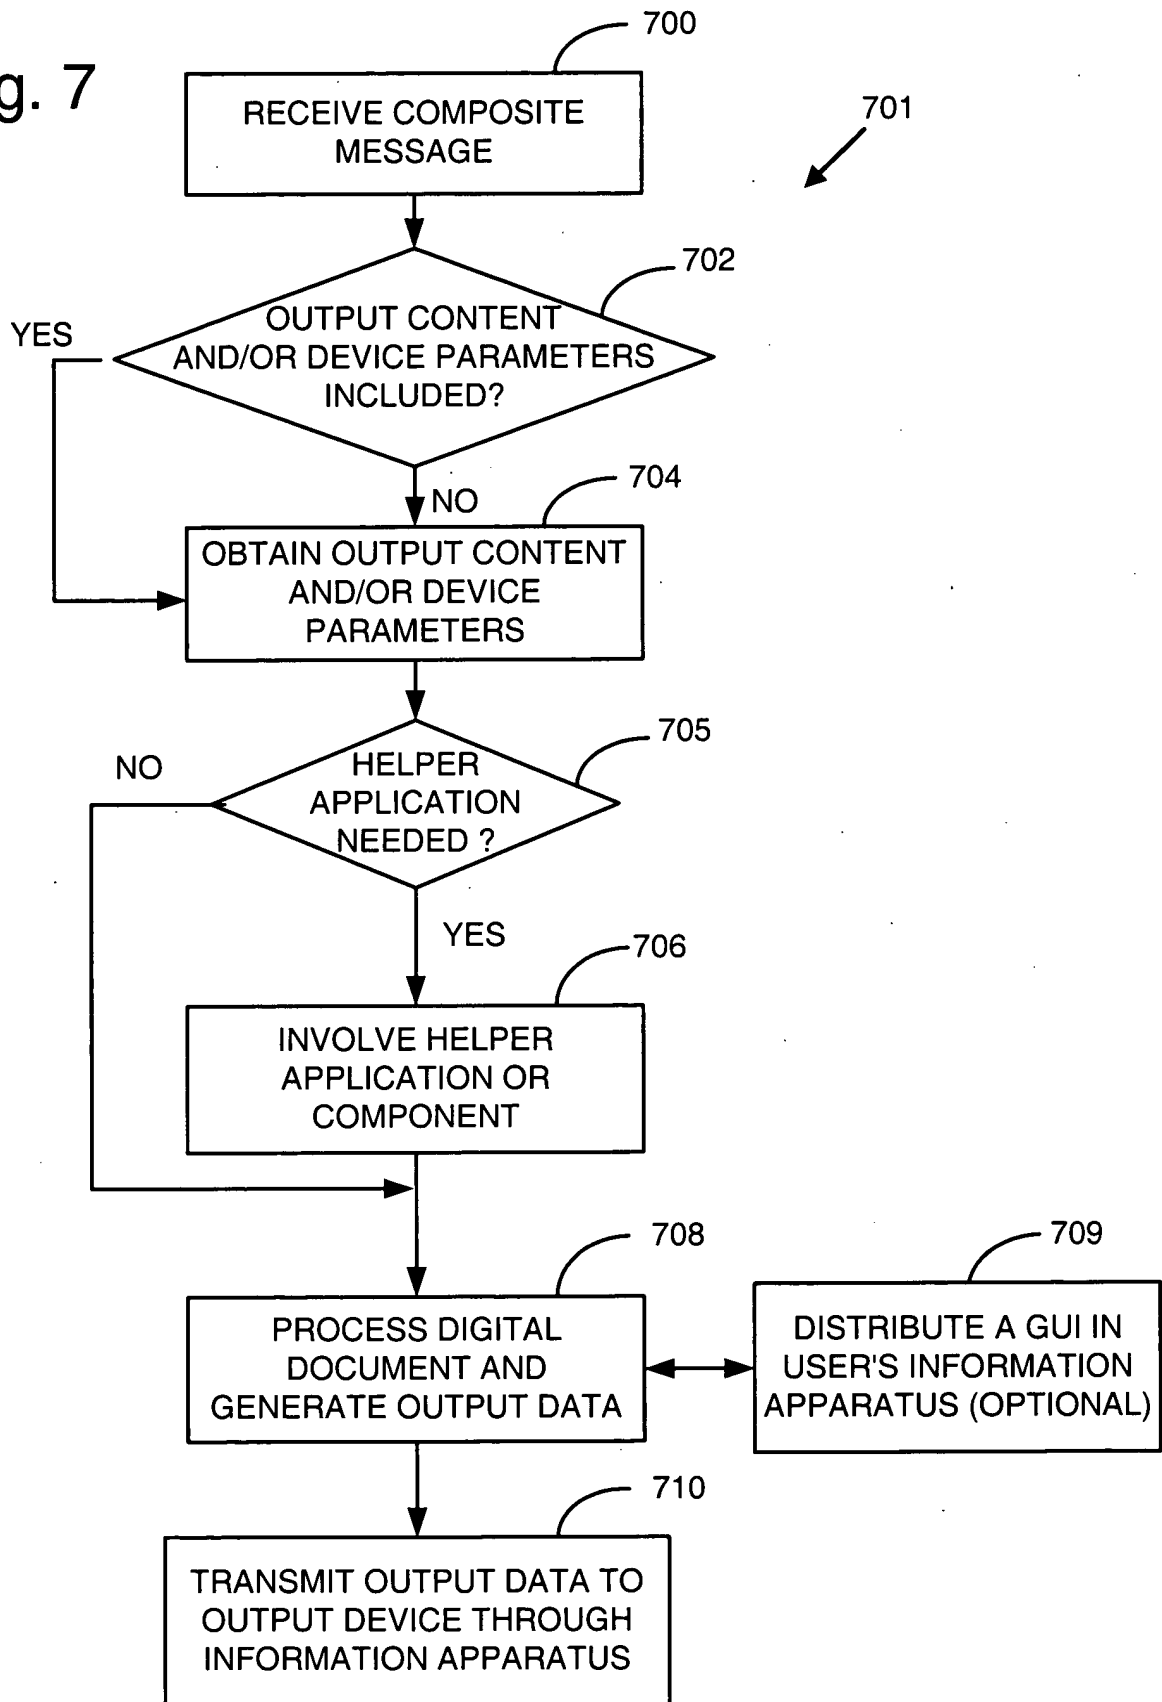 g. 7
700
RECEIVE COMPOSITE
MESSAGE
701
702
YES
OUTPUT CONTENT
AND/OR DEVICE PARAMETERS
INCLUDED?
704
NO
OBTAIN OUTPUT CONTENT
AND/OR DEVICE
PARAMETERS
705
NO
HELPER
APPLICATION
NEEDED ?
YES
706
INVOLVE HELPER
APPLICATION OR
COMPONENT
708
709
PROCESS DIGITAL
DOCUMENT AND
GENERATE OUTPUT DATA
DISTRIBUTE A GUI IN
USER'S INFORMATION
APPARATUS (OPTIONAL)
710
TRANSMIT OUTPUT DATA TO
OUTPUT DEVICE THROUGH
INFORMATION APPARATUS